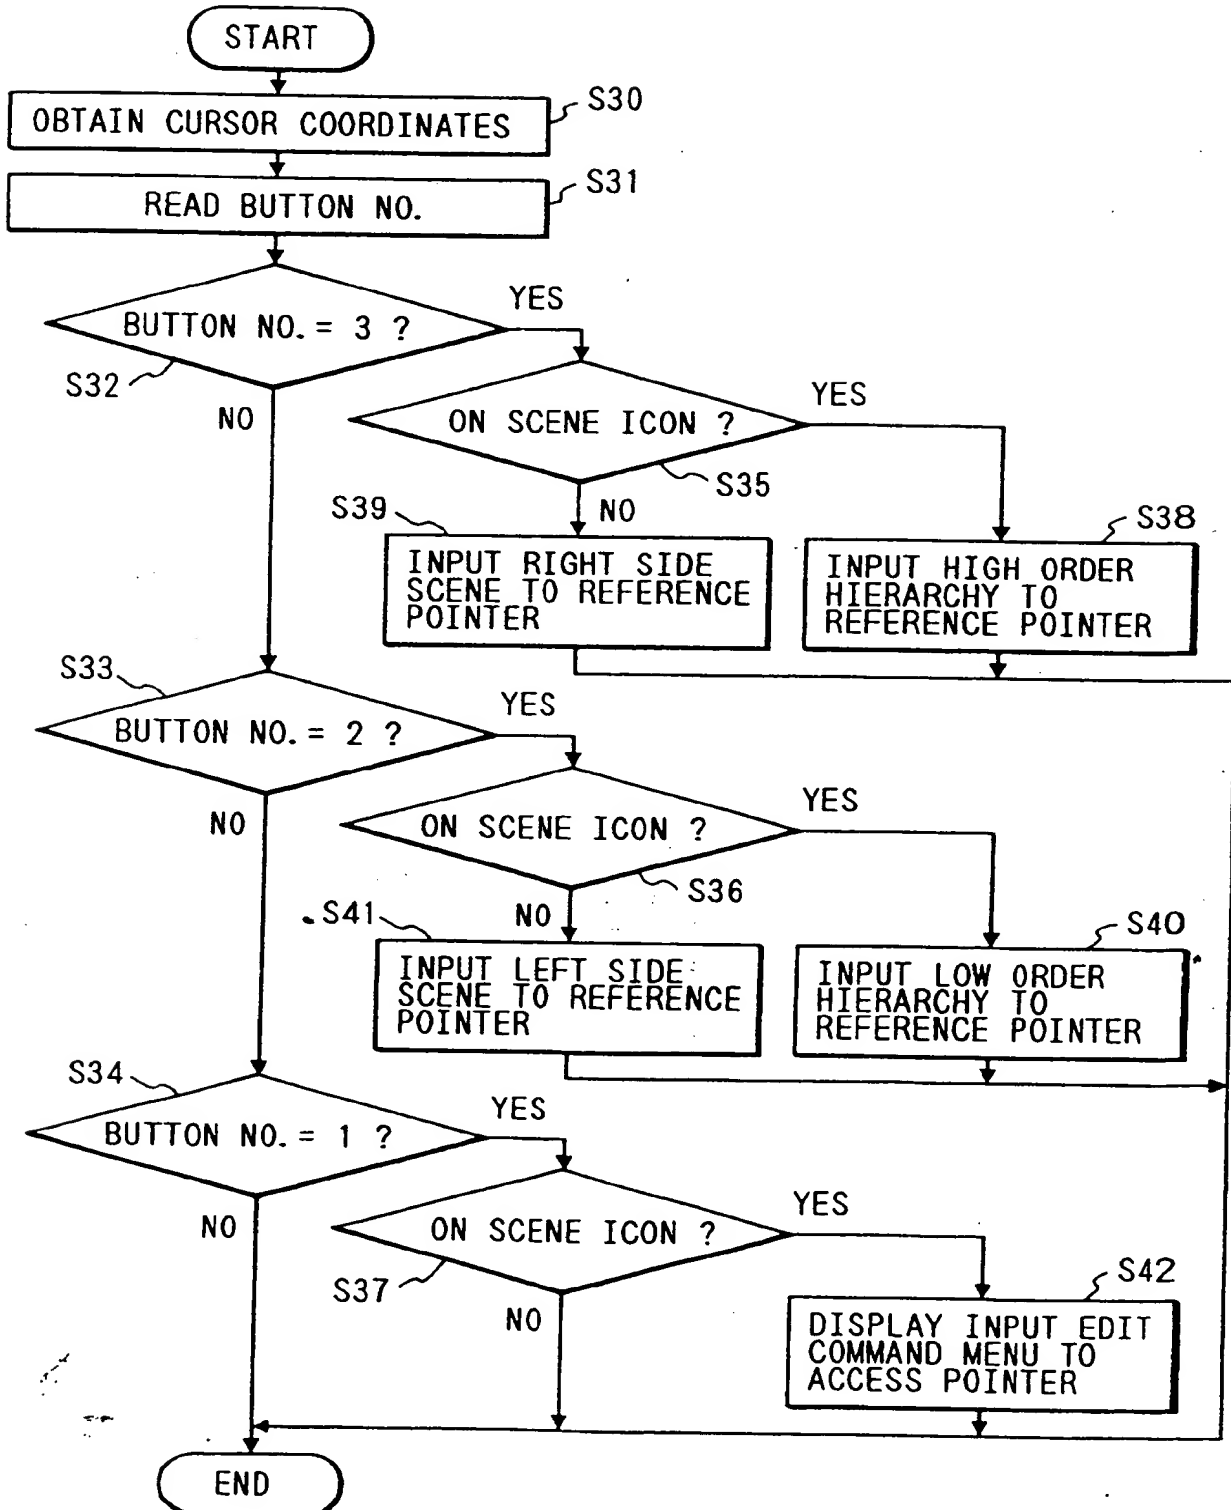 START
S30
OBTAIN CURSOR COORDINATES
S31
READ BUTTON NO.
YES
BUTTON NO. = 3 ?
S32
NO
YES
ON SCENE ICON ?
S35
S39
NO
S38
INPUT RIGHT SIDE
SCENE TO REFERENCE
POINTER
INPUT HIGH ORDER
HIERARCHY TO
REFERENCE POINTER
S33
YES
BUTTON NO. = 2 ?
NO
YES
ON SCENE ICON ?
S36
S41
NO
S40
INPUT LEFT SIDE
SCENE TO REFERENCE
POINTER
INPUT LOW ORDER
HIERARCHY TO
REFERENCE POINTER
S34
YES
BUTTON NO. = 1 ?
NO
YES
ON SCENE ICON ?
S37
NO
S42
DISPLAY INPUT EDIT
COMMAND MENU TO
ACCESS POINTER
END